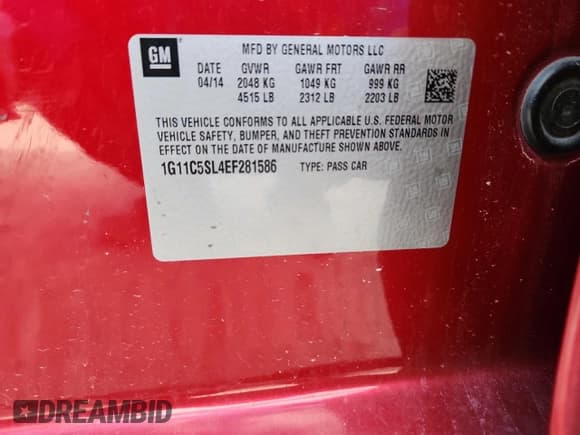 GM
MFD BY GENERAL MOTORS LLC
DATE GVWR GAWR FRT GAWR RR
04/14 2048 KG 1049 KG 999 KG
4515 LB 2312 LB 2203 LB
THIS VEHICLE CONFORMS TO ALL APPLICABLE U.S. FEDERAL MOTOR
VEHICLE SAFETY, BUMPER, AND THEFT PREVENTION STANDARDS IN
EFFECT ON THE DATE OF MANUFACTURE SHOWN ABOVE.
1G11C5SL4EF281586 TYPE: PASS CAR
DREAMBID